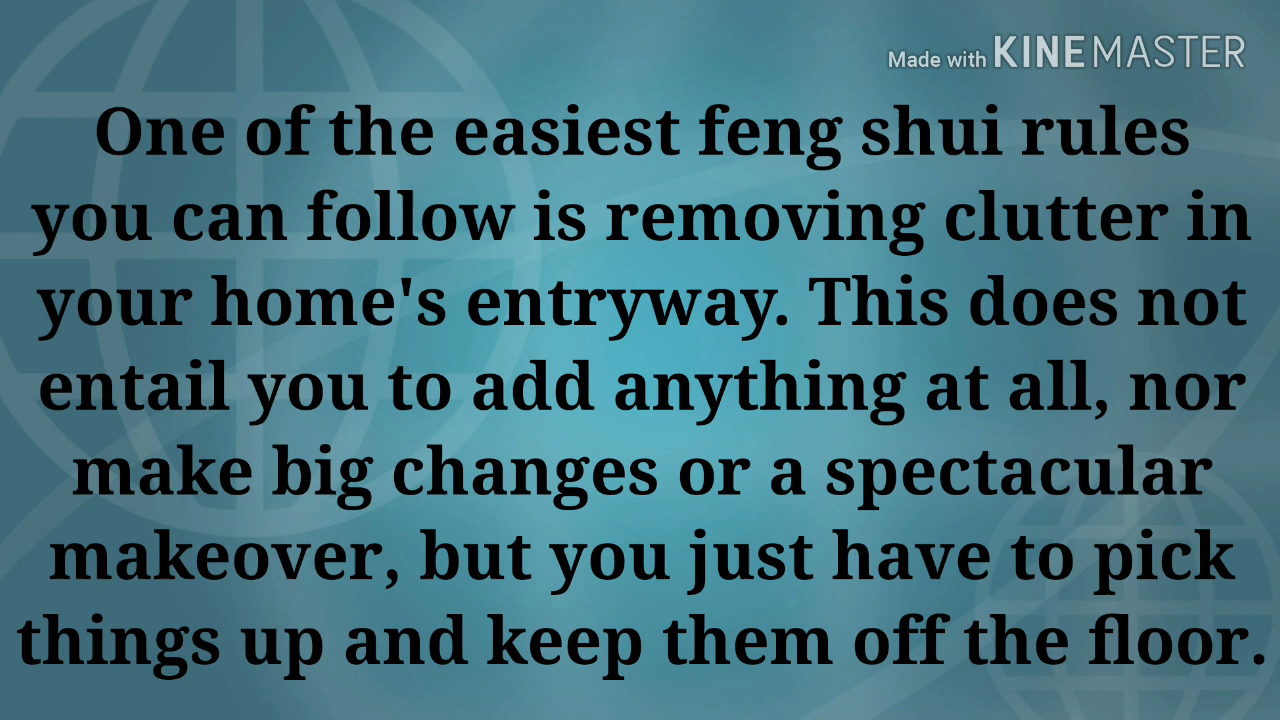 Made with KINEMASTER
One of the easiest feng shui rules
you can follow is removing clutter in
your home's entryway. This does not
entail you to add anything at all, nor
make big changes or a spectacular
makeover, but you just have to pick
things up and keep them off the floor.